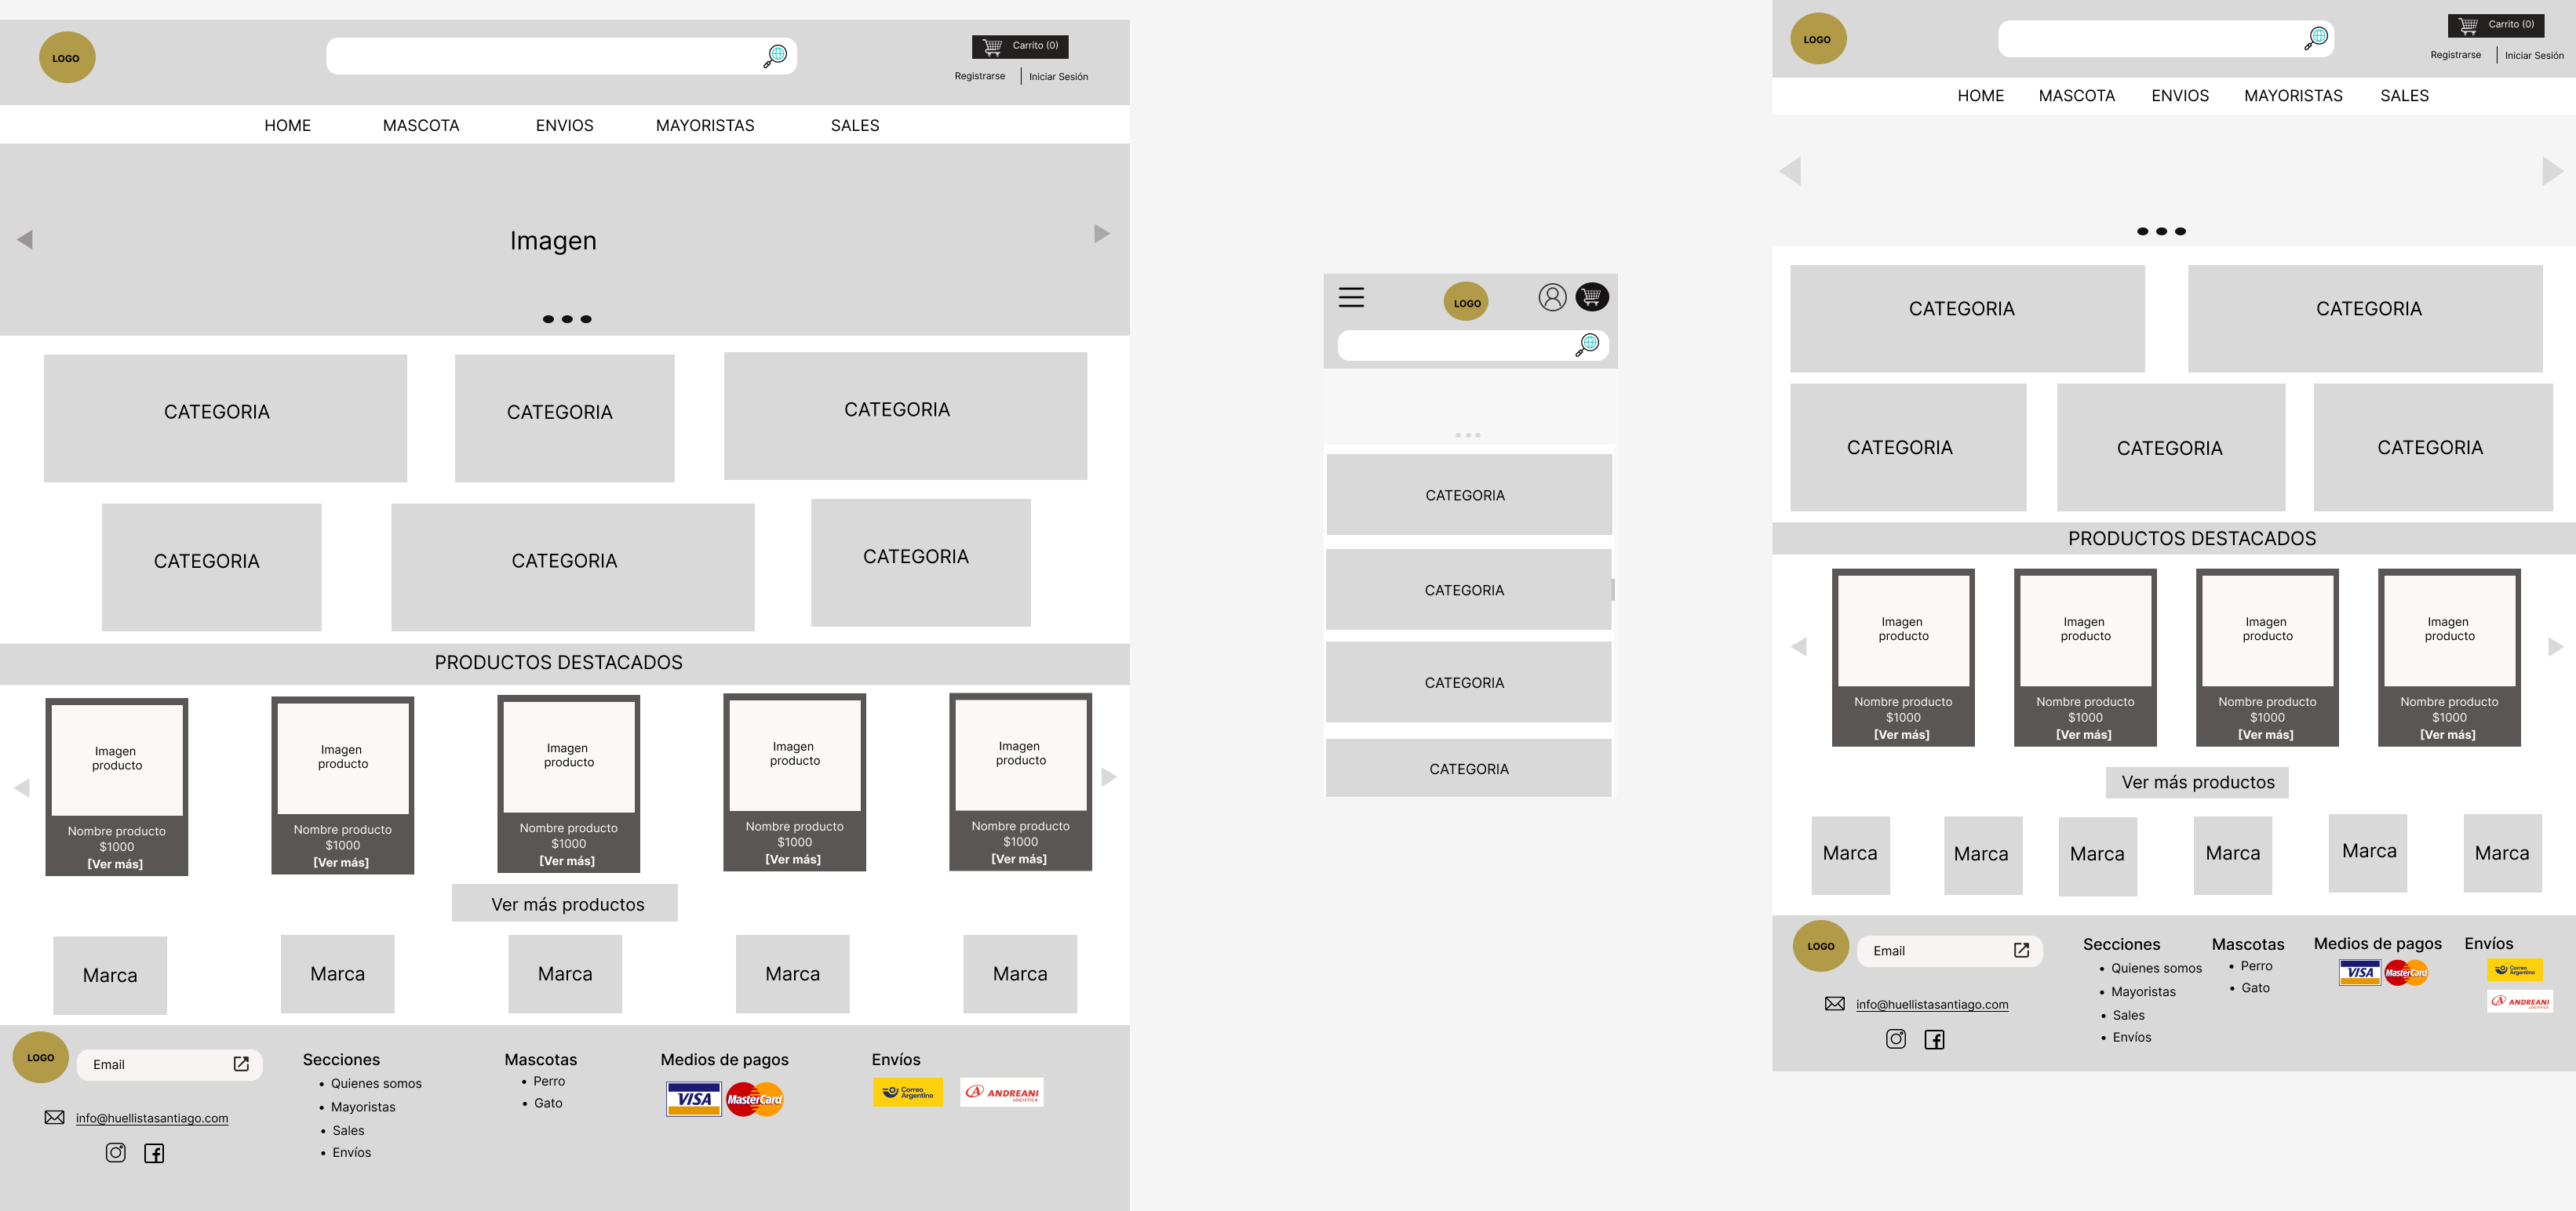 LOGO
Carrito (0)
Registrarse
Iniciar Sesión
HOME MASCOTA ENVIOS MAYORISTAS SALES
Imagen
CATEGORIA CATEGORIA CATEGORIA
CATEGORIA CATEGORIA CATEGORIA
PRODUCTOS DESTACADOS
Imagen
producto
Nombre producto
$1000
[Ver más]
Imagen
producto
Nombre producto
$1000
[Ver más]
Imagen
producto
Nombre producto
$1000
[Ver más]
Imagen
producto
Nombre producto
$1000
[Ver más]
Imagen
producto
Nombre producto
$1000
[Ver más]
Ver más productos
Marca Marca Marca Marca Marca
LOGO
Email
info@huellistasantiago.com
Secciones
• Quienes somos
• Mayoristas
• Sales
• Envíos
Mascotas
• Perro
• Gato
Medios de pagos
VISA MasterCard
Envíos
Correo
Argentino
ANDREANI
LOGISTICA
LOGO
CATEGORIA
CATEGORIA
CATEGORIA
CATEGORIA
LOGO
Carrito (0)
Registrarse
Iniciar Sesión
HOME MASCOTA ENVIOS MAYORISTAS SALES
CATEGORIA CATEGORIA
CATEGORIA CATEGORIA CATEGORIA
PRODUCTOS DESTACADOS
Imagen
producto
Nombre producto
$1000
[Ver más]
Imagen
producto
Nombre producto
$1000
[Ver más]
Imagen
producto
Nombre producto
$1000
[Ver más]
Imagen
producto
Nombre producto
$1000
[Ver más]
Ver más productos
Marca Marca Marca Marca Marca Marca
LOGO
Email
info@huellistasantiago.com
Secciones
• Quienes somos
• Mayoristas
• Sales
• Envíos
Mascotas
• Perro
• Gato
Medios de pagos
VISA MasterCard
Envíos
Correo
Argentino
ANDREANI
LOGISTICA